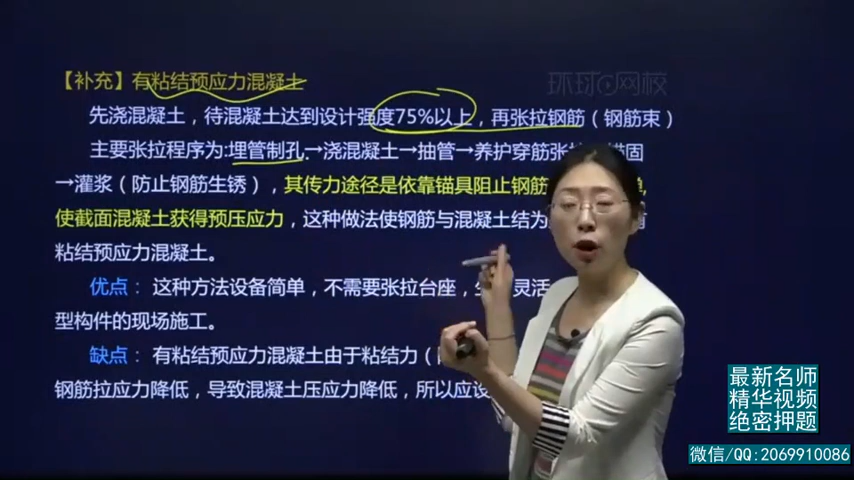 【补充】有粘结预应力混凝土
环球网校
先浇混凝土，待混凝土达到设计强度75%以上，再张拉钢筋（钢筋束）
主要张拉程序为:埋管制孔→浇混凝土→抽管→养护穿筋张拉 锚固
→灌浆（防止钢筋生锈），其传力途径是依靠锚具阻止钢筋
使截面混凝土获得预压应力，这种做法使钢筋与混凝土结为
粘结预应力混凝土。
优点： 这种方法设备简单，不需要张拉台座，生 灵活
型构件的现场施工。
缺点： 有粘结预应力混凝土由于粘结力（
钢筋拉应力降低，导致混凝土压应力降低，所以应设
最新名师
精华视频
绝密押题
微信/QQ:2069910086